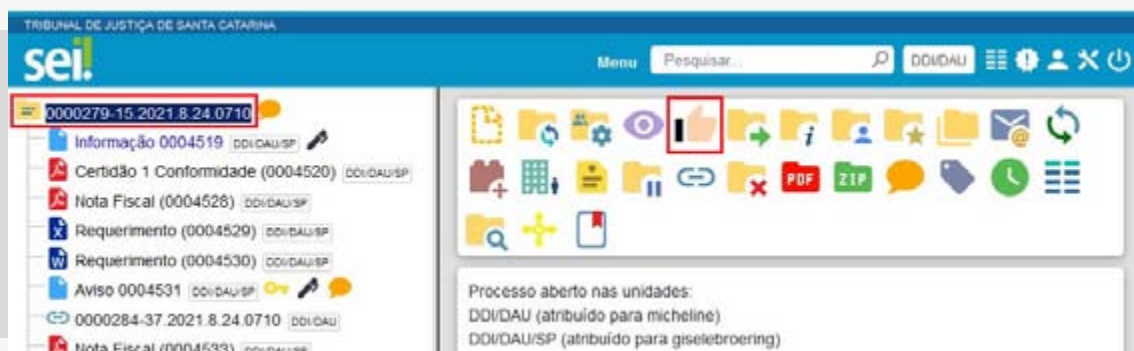 TRIBUNAL DE JUSTIÇA DE SANTA CATARINA
sei!
Menu Pesquisar... DDI/DAU
0000279-15.2021.8.24.0710
Informação 0004519 DDI/DAU/SP
Certidão 1 Conformidade (0004520) DDI/DAU/SP
Nota Fiscal (0004528) DDI/DAU/SP
Requerimento (0004529) DDI/DAU/SP
Requerimento (0004530) DDI/DAU/SP
Aviso 0004531 DDI/DAU/SP
0000284-37.2021.8.24.0710 DDI/DAU
Nota Fiscal (0004533) DDI/DAU/SP
PDF ZIP
Processo aberto nas unidades:
DDI/DAU (atribuído para micheline)
DDI/DAU/SP (atribuído para giselebroering)